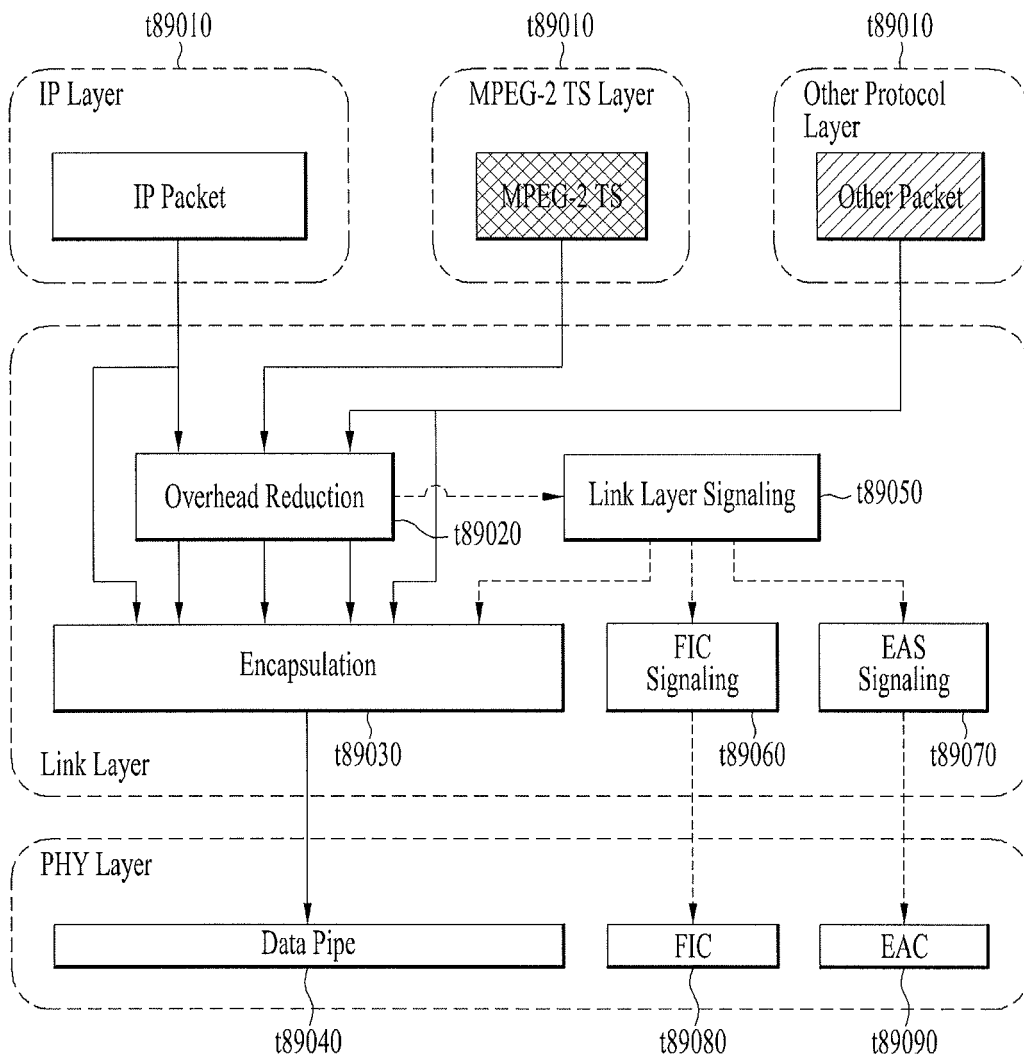 t89010
t89010
t89010
IP Layer
MPEG-2 TS Layer
Other Protocol
Layer
IP Packet
MPEG-2 TS
Other Packet
Overhead Reduction
Link Layer Signaling
t89050
t89020
Encapsulation
FIC
Signaling
EAS
Signaling
t89030
t89060
t89070
Link Layer
PHY Layer
Data Pipe
FIC
EAC
t89040
t89080
t89090